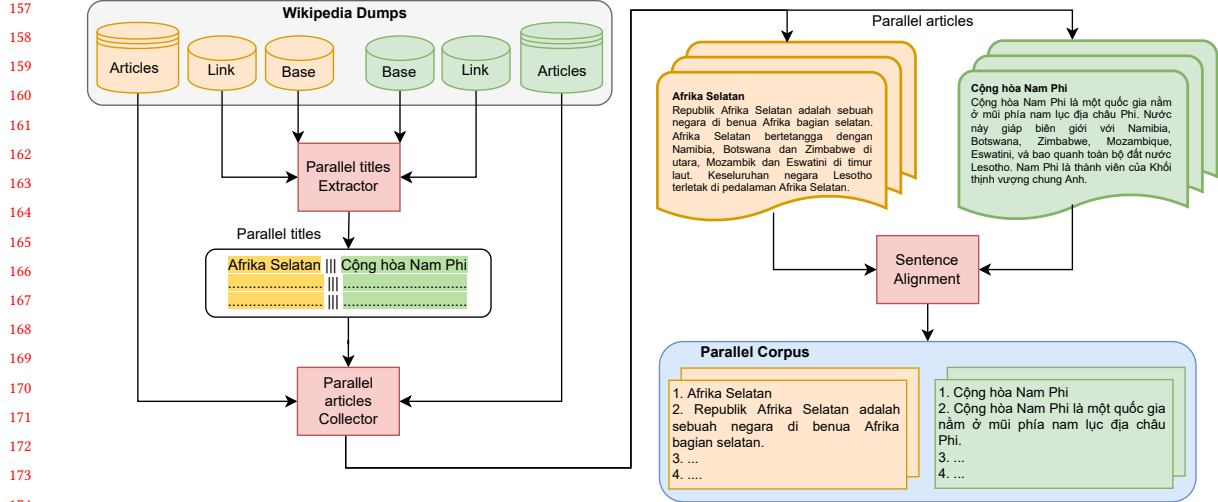 157
158
159
160
161
162
163
164
165
166
167
168
169
170
171
172
173
Wikipedia Dumps
Articles
Link
Base
Base
Link
Articles
Parallel titles
Extractor
Parallel titles
Afrika Selatan ||| Cộng hòa Nam Phi
....................... ||| ..............................
....................... ||| ..............................
Parallel
articles
Collector
Parallel articles
Afrika Selatan
Republik Afrika Selatan adalah sebuah
negara di benua Afrika bagian selatan.
Afrika Selatan bertetangga dengan
Namibia, Botswana dan Zimbabwe di
utara, Mozambik dan Eswatini di timur
laut. Keseluruhan negara Lesotho
terletak di pedalaman Afrika Selatan.
Cộng hòa Nam Phi
Cộng hòa Nam Phi là một quốc gia nằm
ở mũi phía nam lục địa châu Phi. Nước
này giáp biên giới với Namibia,
Botswana, Zimbabwe, Mozambique,
Eswatini, và bao quanh toàn bộ đất nước
Lesotho. Nam Phi là thành viên của Khối
thịnh vượng chung Anh.
Sentence
Alignment
Parallel Corpus
1. Afrika Selatan
2. Republik Afrika Selatan adalah
sebuah negara di benua Afrika
bagian selatan.
3. ...
4. ....
1. Cộng hòa Nam Phi
2. Cộng hòa Nam Phi là một quốc gia
nằm ở mũi phía nam lục địa châu
Phi.
3. ...
4. ...